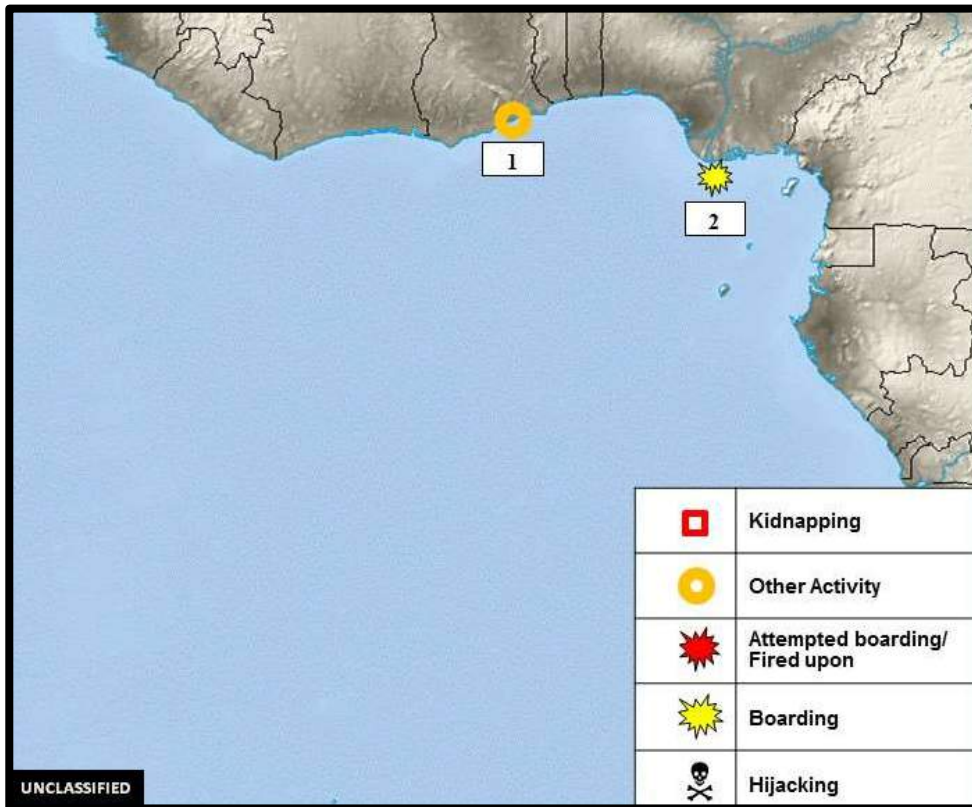 1
2
Kidnapping
Other Activity
Attempted boarding/
Fired upon
Boarding
Hijacking
UNCLASSIFIED